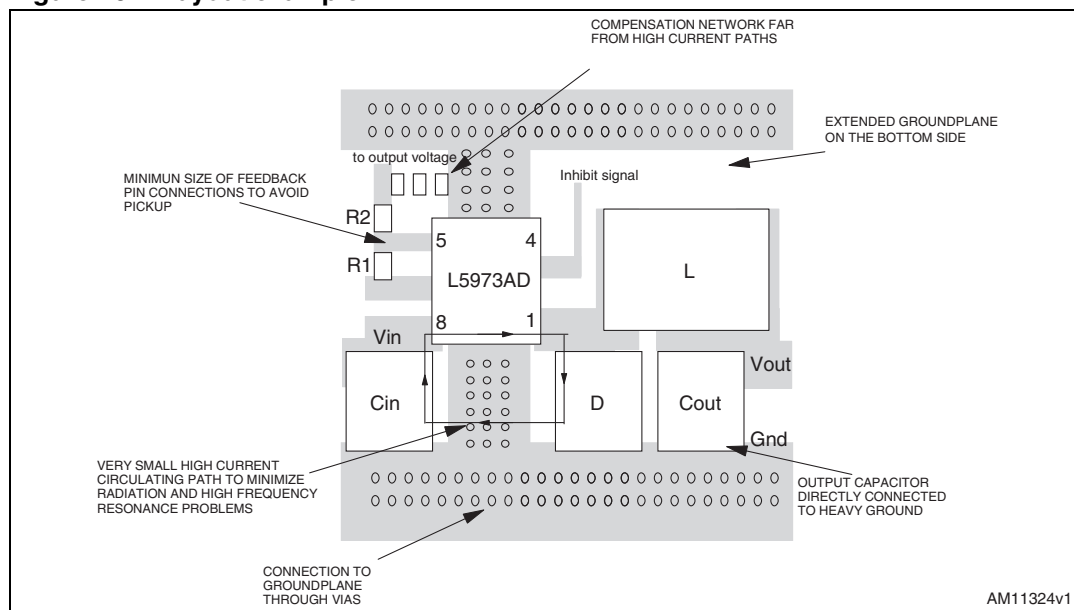 COMPENSATION NETWORK FAR
FROM HIGH CURRENT PATHS
EXTENDED GROUNDPLANE
ON THE BOTTOM SIDE
to output voltage
MINIMUN SIZE OF FEEDBACK
PIN CONNECTIONS TO AVOID
PICKUP
Inhibit signal
R2
5
4
R1
L5973AD
L
8
1
Vin
Vout
Cin
D
Cout
Gnd
VERY SMALL HIGH CURRENT
CIRCULATING PATH TO MINIMIZE
RADIATION AND HIGH FREQUENCY
RESONANCE PROBLEMS
OUTPUT CAPACITOR
DIRECTLY CONNECTED
TO HEAVY GROUND
CONNECTION TO
GROUNDPLANE
THROUGH VIAS
AM11324v1